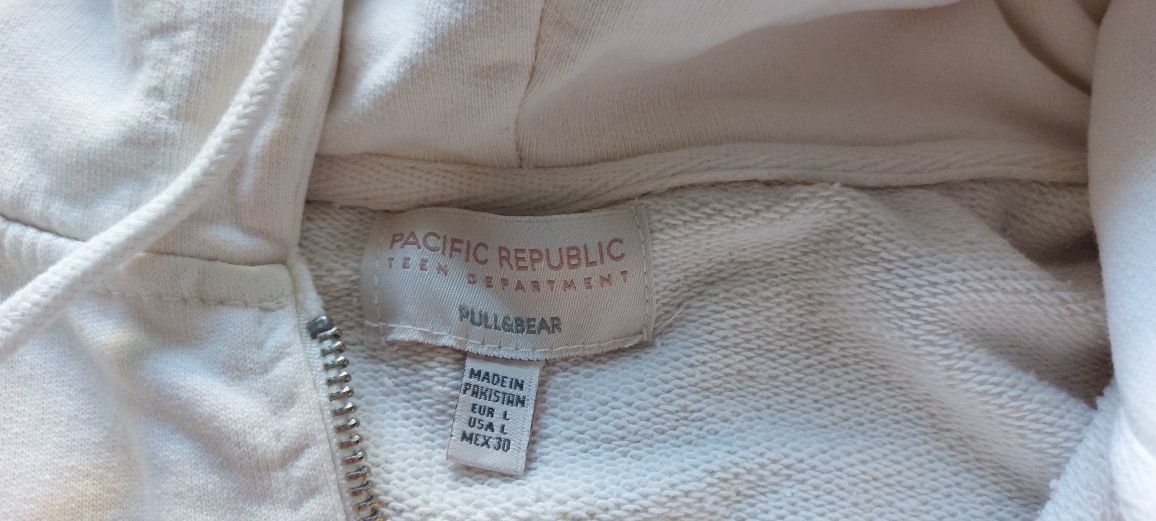 PACIFIC REPUBLIC
TEEN DEPARTMENT
PULL&BEAR
MADE IN
PAKISTAN
EUR L
USA L
MEX 30